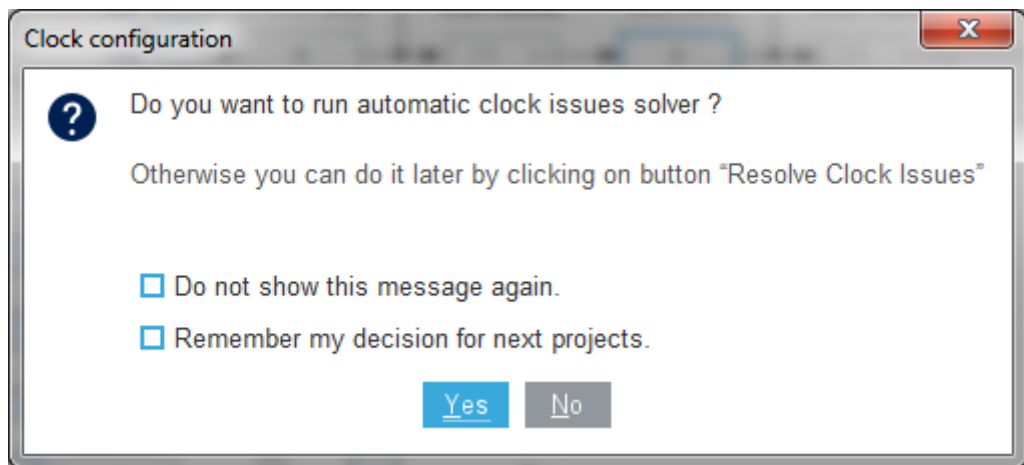 Clock configuration
Do you want to run automatic clock issues solver ?
Otherwise you can do it later by clicking on button “Resolve Clock Issues”
Do not show this message again.
Remember my decision for next projects.
Yes No